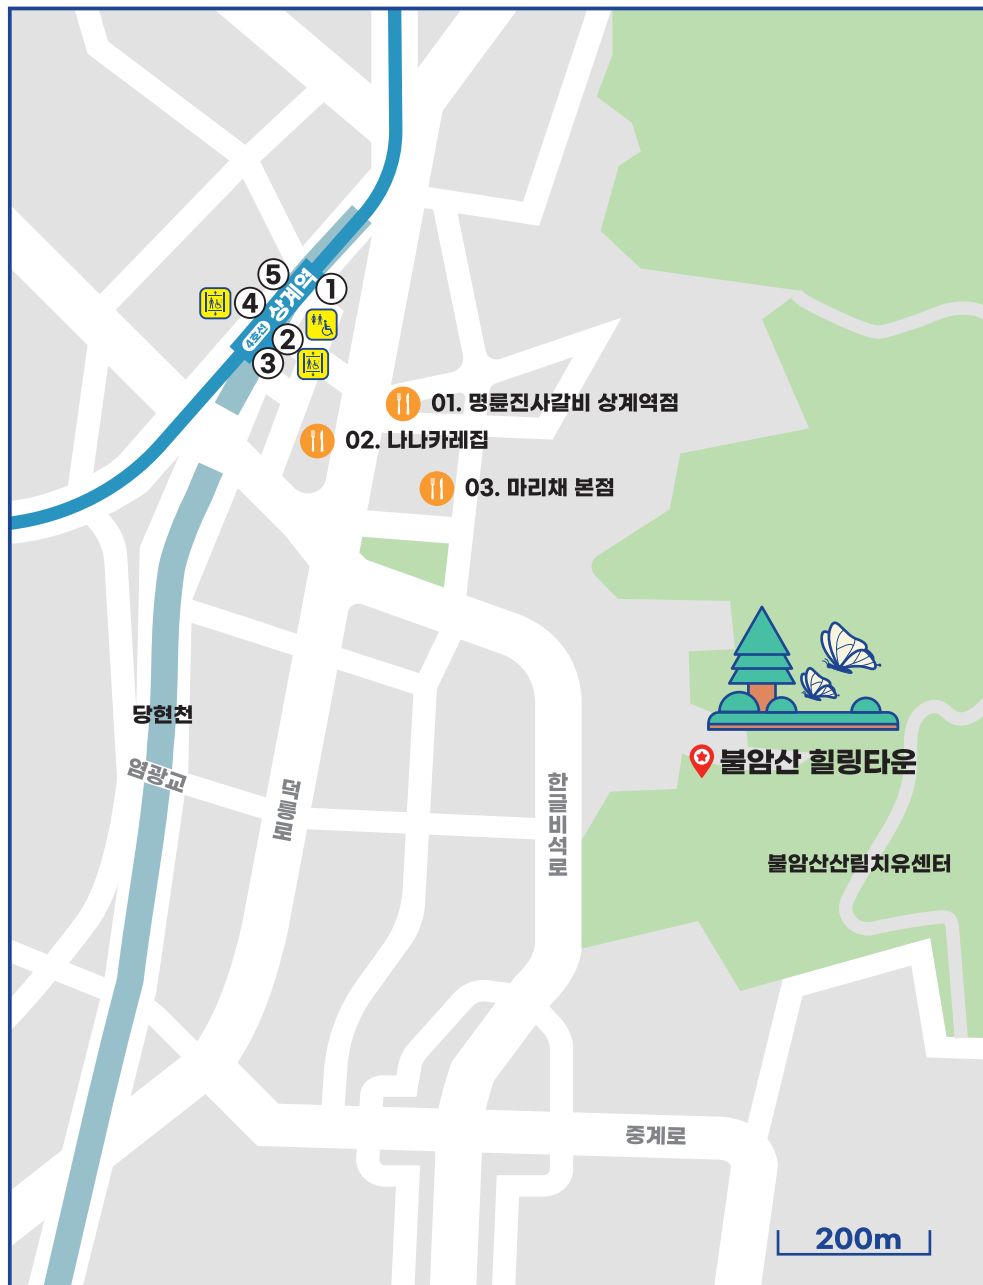 ⑤
①
④
상계역
4호선
②
③
01. 명륜진사갈비 상계역점
02. 나나카레집
03. 마리채 본점
당현천
불암산 힐링타운
염광교
덕릉로
한글비석로
불암산산림치유센터
중계로
200m